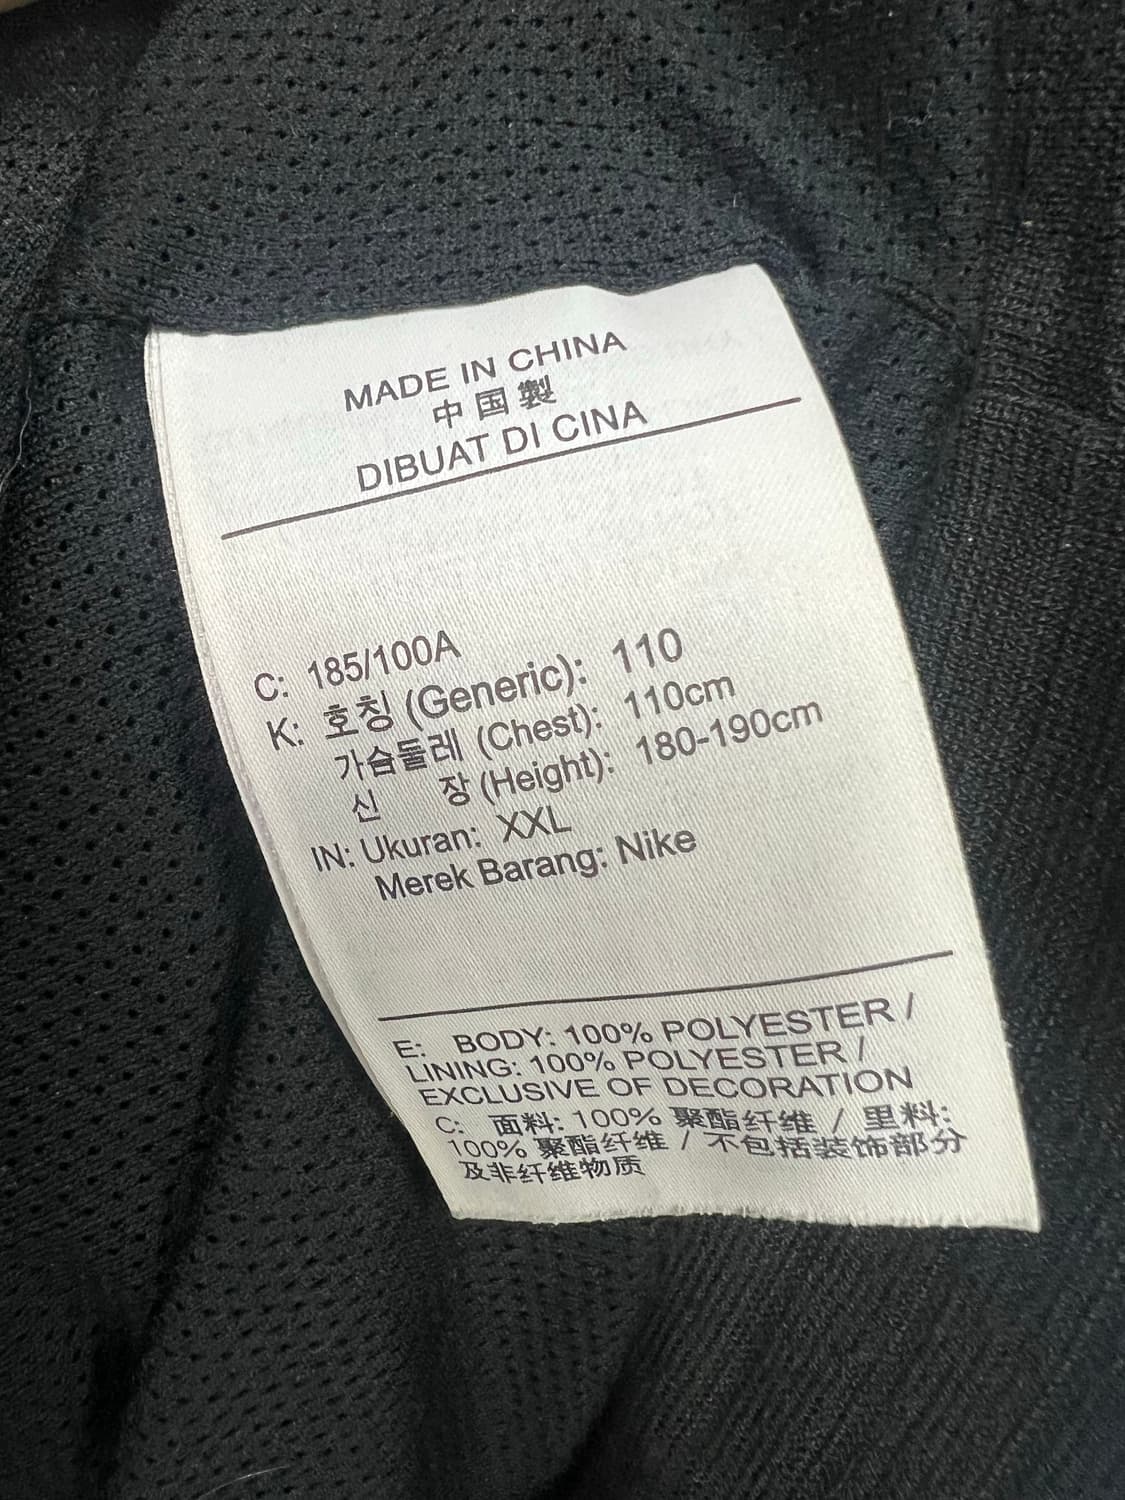 MADE IN CHINA
中国製
DIBUAT DI CINA
C: 185/100A
K: 호칭 (Generic): 110
가슴둘레 (Chest): 110cm
신 장 (Height): 180-190cm
IN: Ukuran: XXL
Merek Barang: Nike
E: BODY: 100% POLYESTER /
LINING: 100% POLYESTER /
EXCLUSIVE OF DECORATION
C: 面料: 100% 聚酯纤维 / 里料:
100% 聚酯纤维 / 不包括装饰部分
及非纤维物质